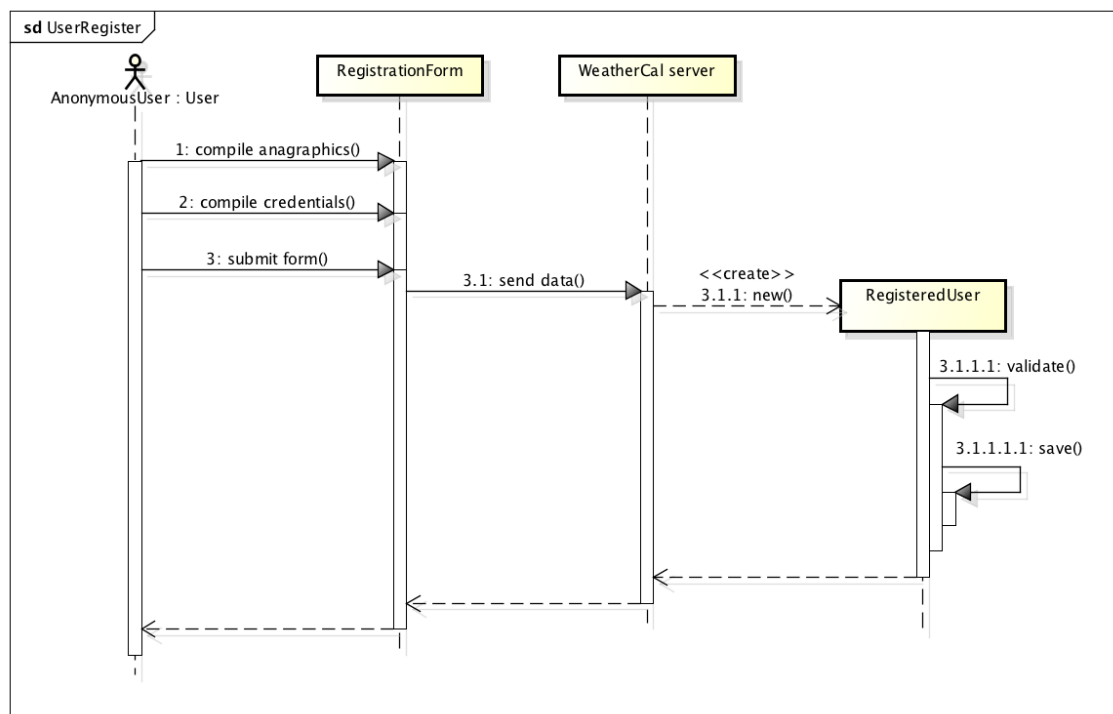 sd UserRegister
RegistrationForm
WeatherCal server
AnonymousUser : User
1: compile anagraphics()
2: compile credentials()
3: submit form()
3.1: send data()
<<create>>
3.1.1: new()
RegisteredUser
3.1.1.1: validate()
3.1.1.1.1: save()